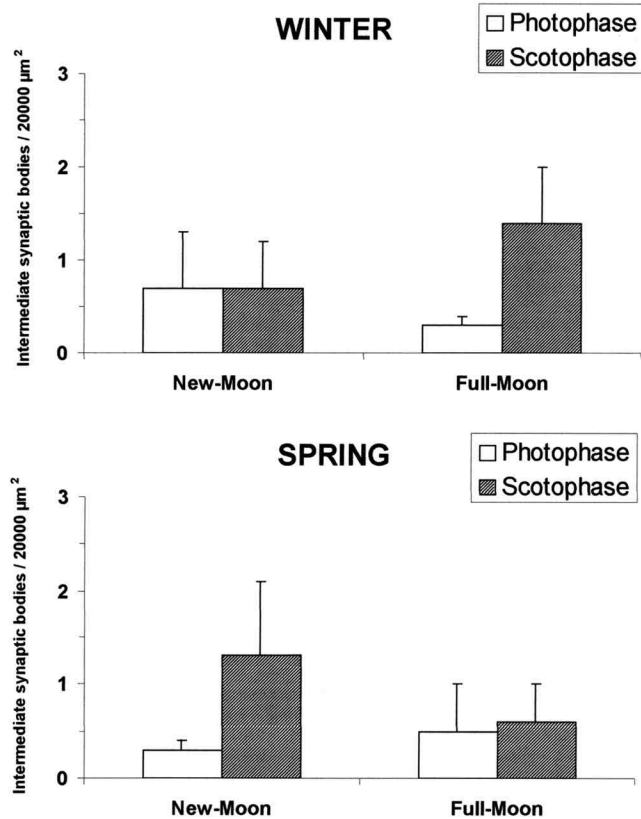 WINTER
Photophase
Scotophase
Intermediate synaptic bodies / 20000 µm²
3
2
1
0
New-Moon Full-Moon
SPRING
Photophase
Scotophase
Intermediate synaptic bodies / 20000 µm²
3
2
1
0
New-Moon Full-Moon